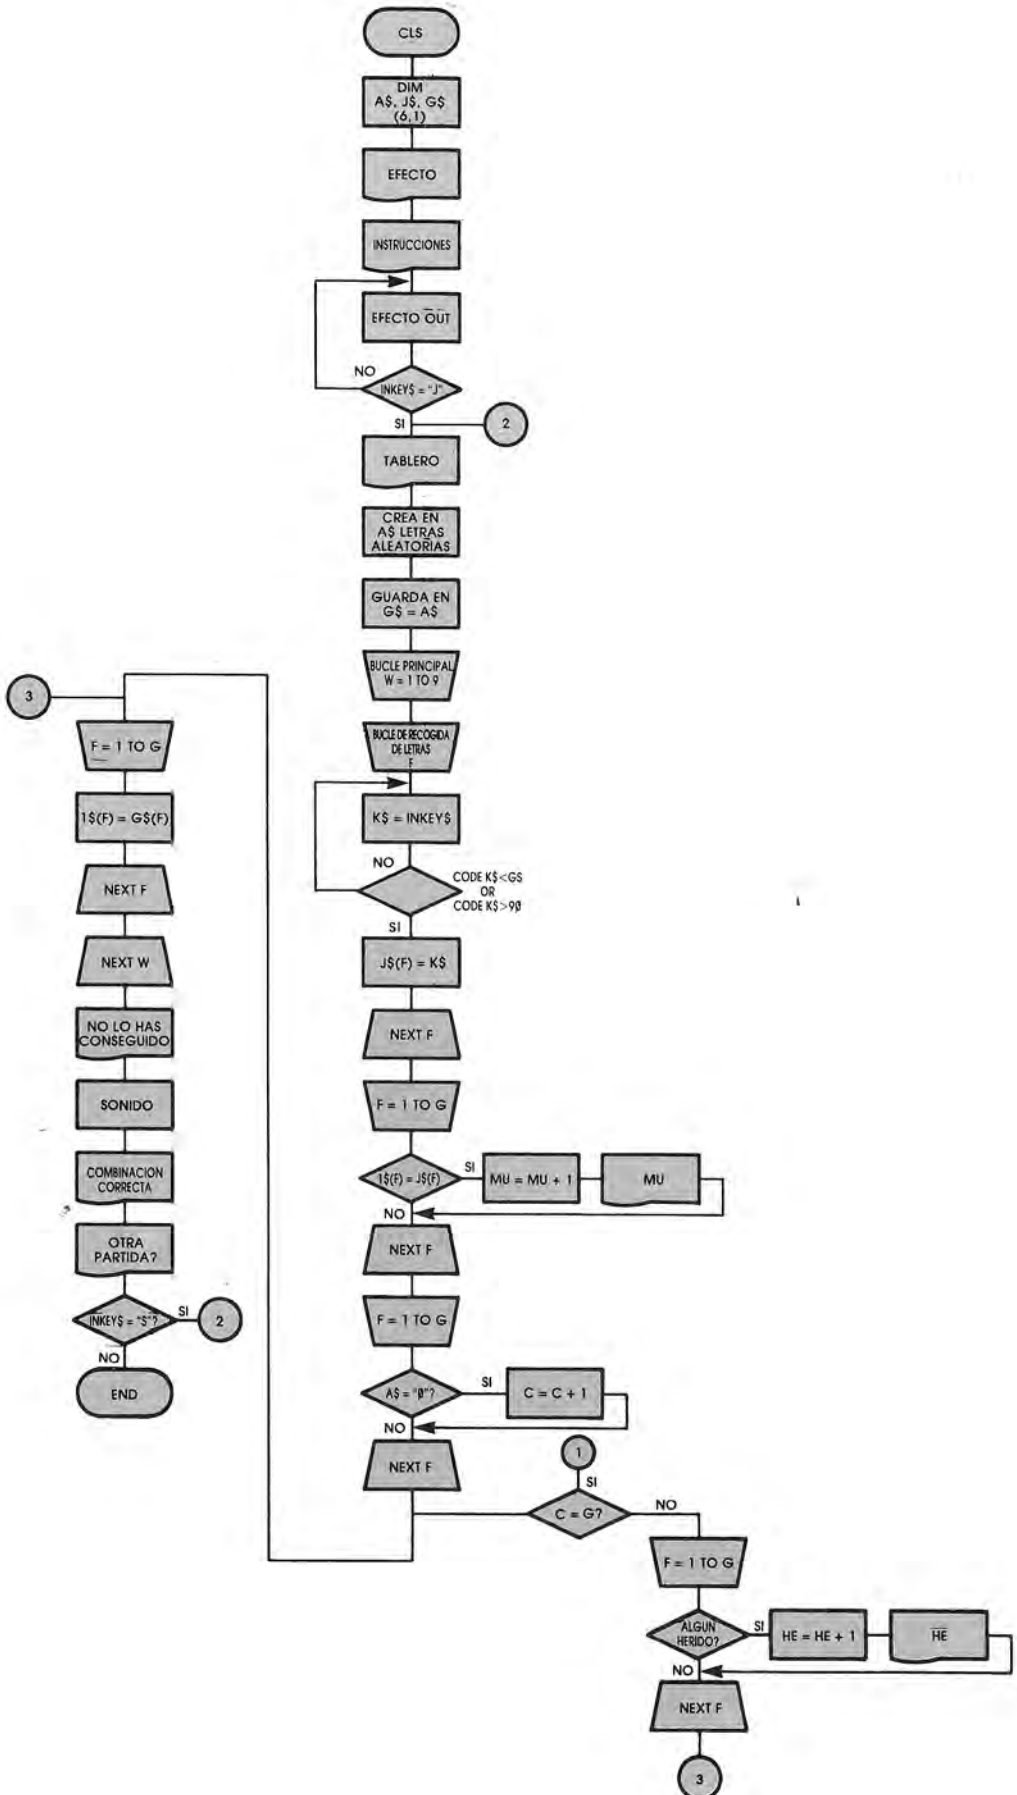 CLS
DIM
A$, J$, G$
(6,1)
EFECTO
INSTRUCCIONES
EFECTO OUT
NO
INKEY$ = "J"
SI
2
TABLERO
CREA EN
A$ LETRAS
ALEATORIAS
GUARDA EN
G$ = A$
BUCLE PRINCIPAL
W = 1 TO 9
BUCLE DE RECOGIDA
DE LETRAS
F
K$ = INKEY$
NO
CODE K$<G$
OR
CODE K$>90
SI
J$(F) = K$
NEXT F
F = 1 TO G
1$(F) = J$(F)
SI
MU = MU + 1
MU
NO
NEXT F
F = 1 TO G
A$ = "0"?
SI
C = C + 1
NO
NEXT F
1
SI
C = G?
NO
F = 1 TO G
ALGUN
HERIDO?
SI
HE = HE + 1
HE
NO
NEXT F
3
3
F = 1 TO G
1$(F) = G$(F)
NEXT F
NEXT W
NO LO HAS
CONSEGUIDO
SONIDO
COMBINACION
CORRECTA
OTRA
PARTIDA?
INKEY$ = "S"?
SI
2
NO
END